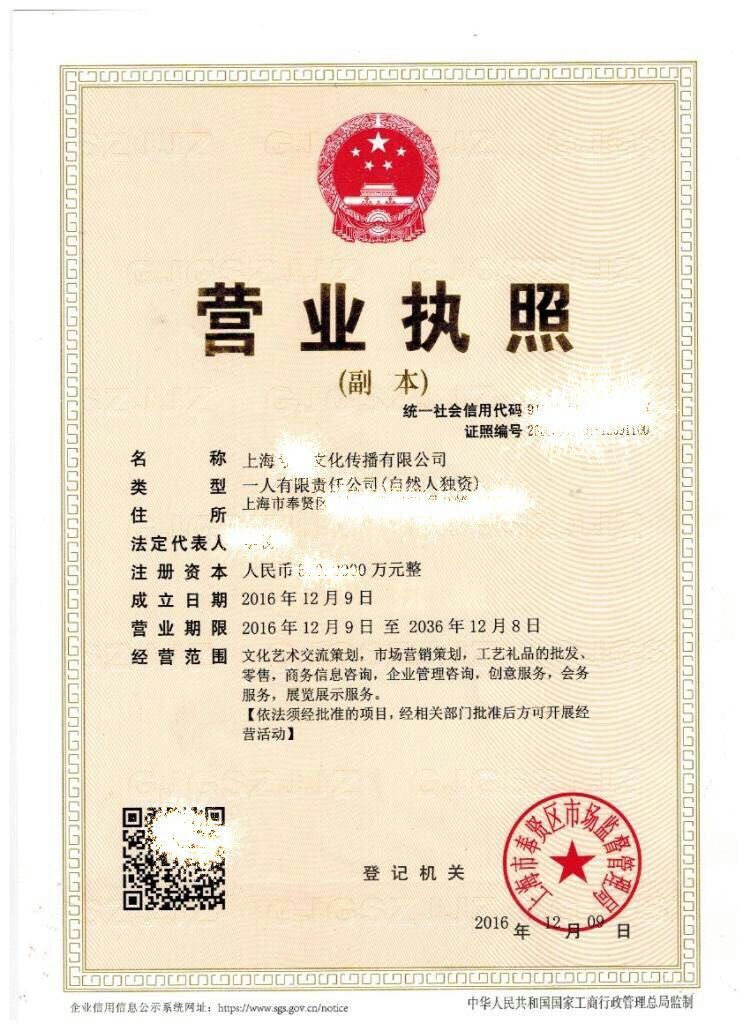 营业执照
(副 本)
统一社会信用代码 91
证照编号
名 称 上海 文化传播有限公司
类 型 一人有限责任公司(自然人独资)
住 所 上海市奉贤区
法定代表人
注册资本 人民币 万元整
成立日期 2016年12月9日
营业期限 2016年12月9日 至 2036年12月8日
经营范围 文化艺术交流策划，市场营销策划，工艺礼品的批发、
零售，商务信息咨询，企业管理咨询，创意服务，会务
服务，展览展示服务。
【依法须经批准的项目，经相关部门批准后方可开展经
营活动】
登记机关
上海市奉贤区市场监督管理局
2016 年 12 月 09 日
企业信用信息公示系统网址：https://www.sgs.gov.cn/notice
中华人民共和国国家工商行政管理总局监制